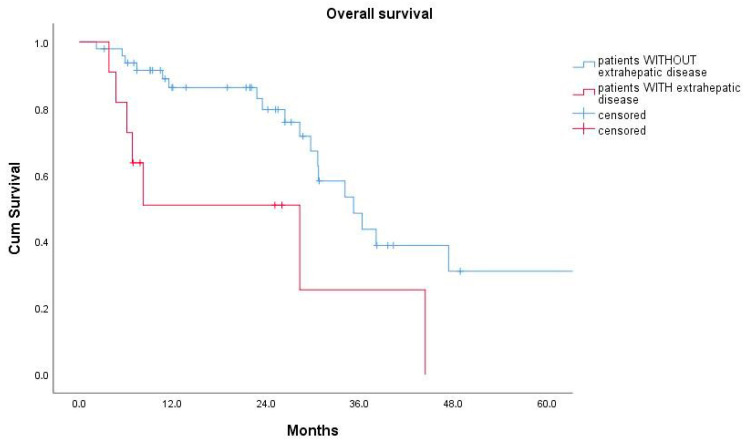 Overall survival
Cum Survival
1.0
0.8
0.6
0.4
0.2
0.0
0.0 12.0 24.0 36.0 48.0 60.0
Months
patients WITHOUT
extrahepatic disease
patients WITH extrahepatic
disease
censored
censored